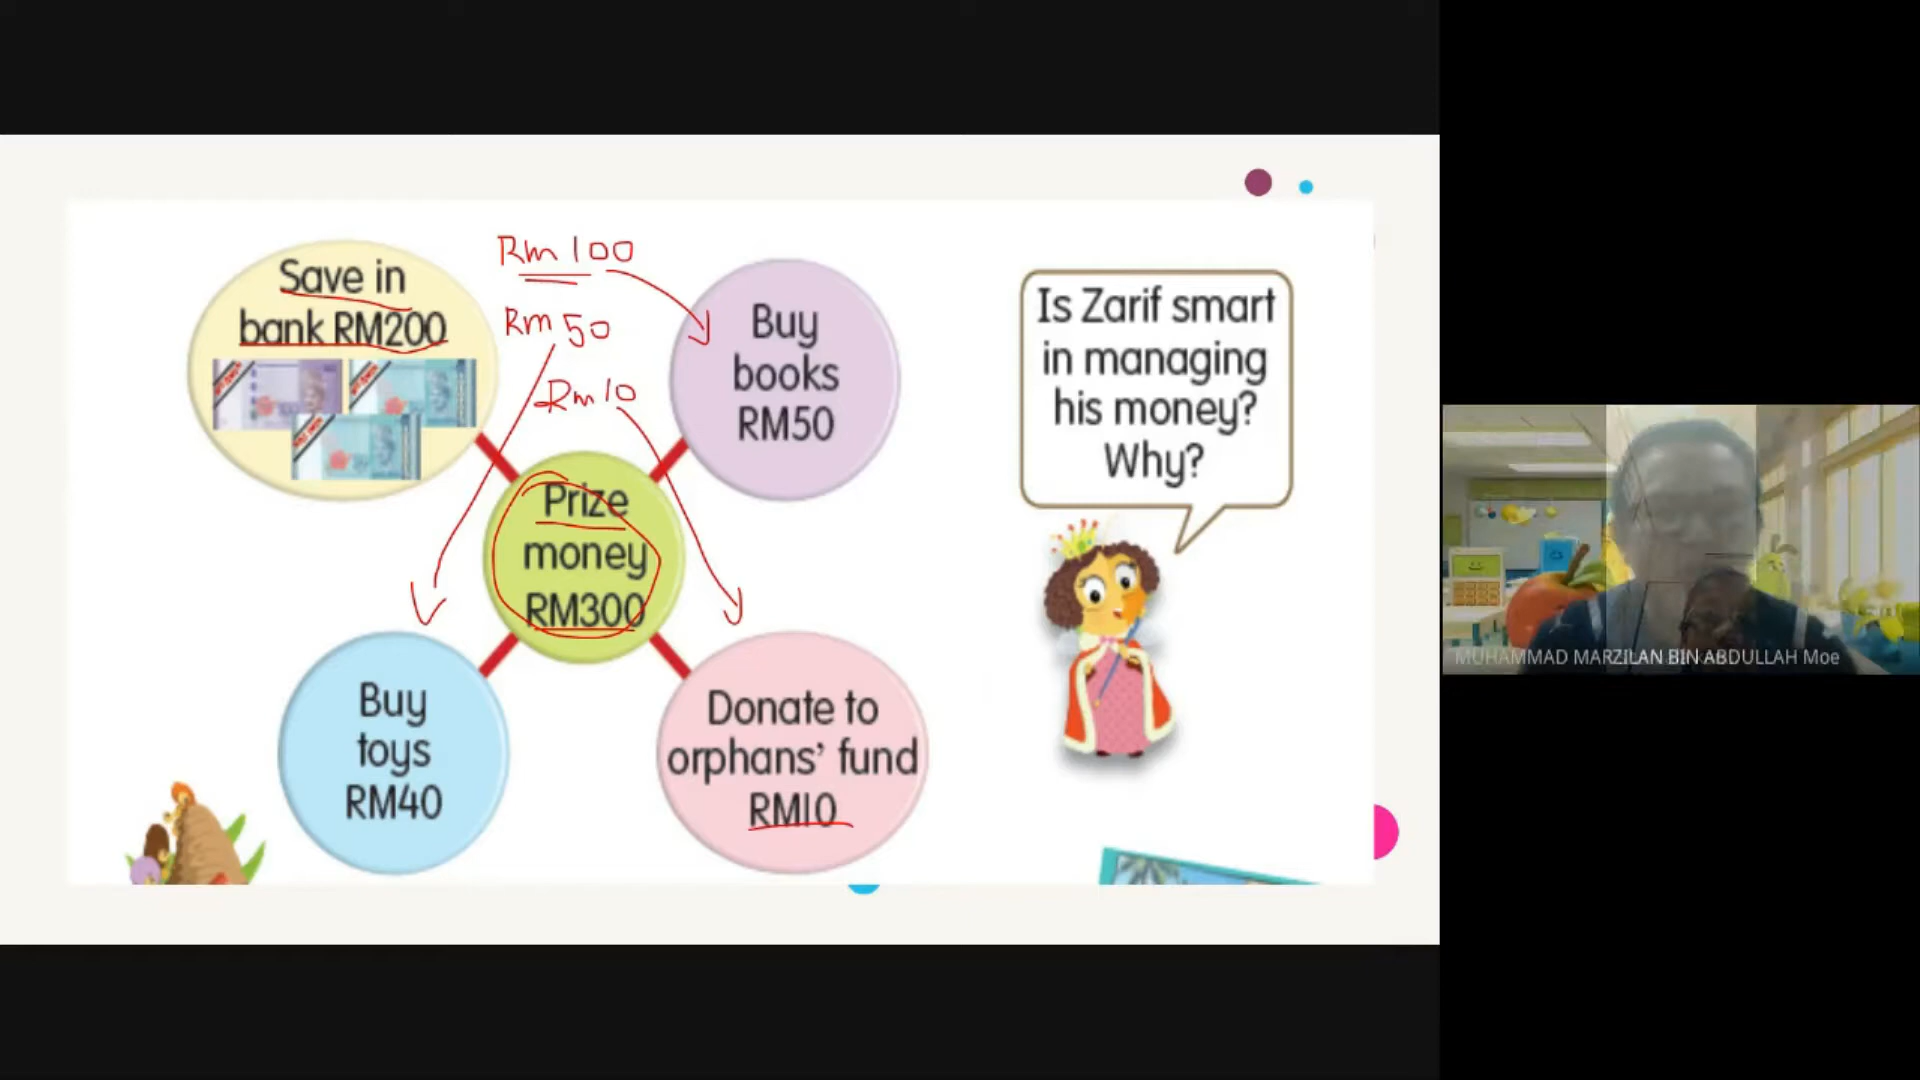 Save in
bank RM200
Rm 100
Rm 50
Rm 10
Buy
books
RM50
Prize
money
RM300
Buy
toys
RM40
Donate to
orphans' fund
RM10
Is Zarif smart
in managing
his money?
Why?
MUHAMMAD MARZILAN BIN ABDULLAH Moe